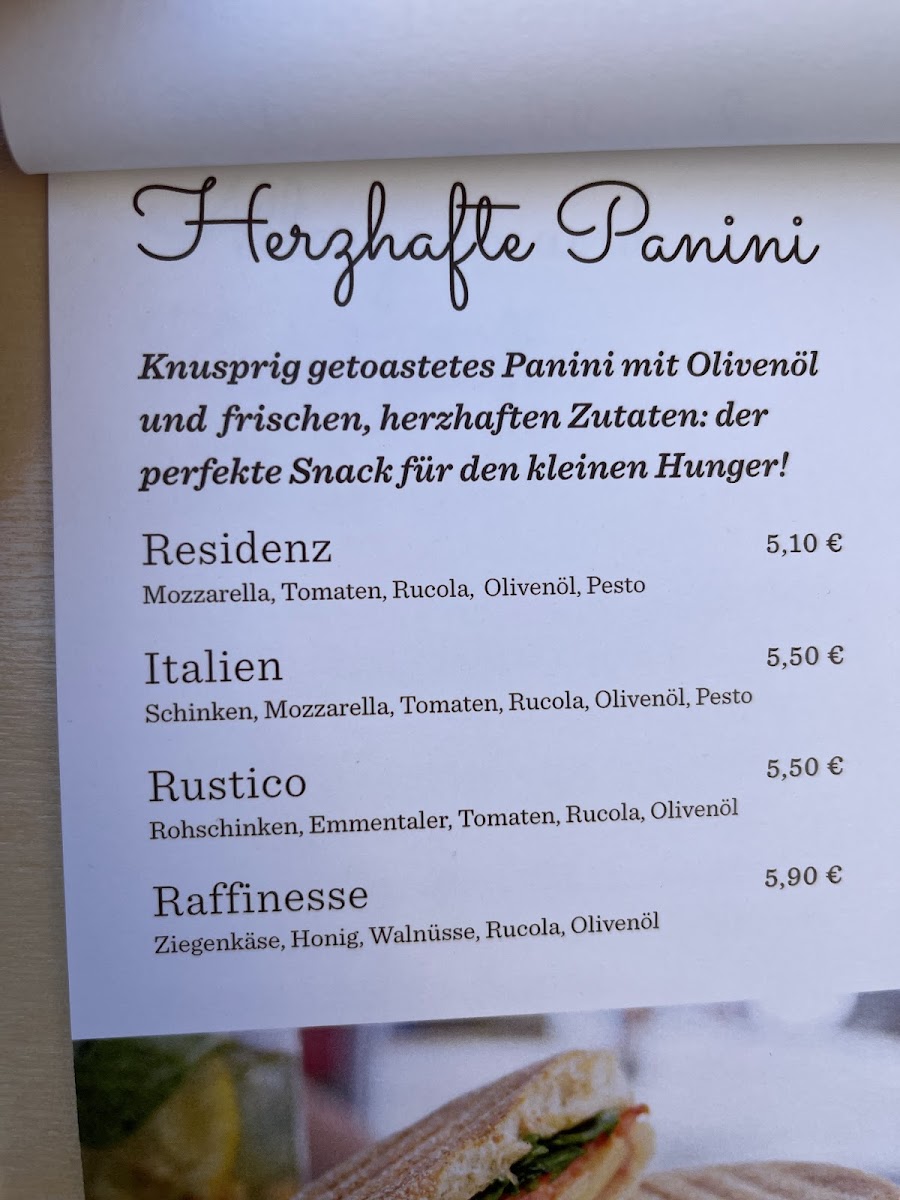 Herzhafte Panini
Knusprig getoastetes Panini mit Olivenöl
und frischen, herzhaften Zutaten: der
perfekte Snack für den kleinen Hunger!
Residenz 5,10 €
Mozzarella, Tomaten, Rucola, Olivenöl, Pesto
Italien 5,50 €
Schinken, Mozzarella, Tomaten, Rucola, Olivenöl, Pesto
Rustico 5,50 €
Rohschinken, Emmentaler, Tomaten, Rucola, Olivenöl
Raffinesse 5,90 €
Ziegenkäse, Honig, Walnüsse, Rucola, Olivenöl